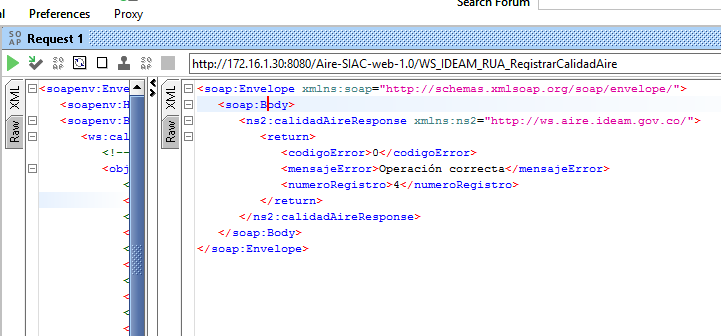 Search Forum
Preferences Proxy
SO AP Request 1
http://172.16.1.30:8080/Aire-SIAC-web-1.0/WS_IDEAM_RUA_RegistrarCalidadAire
XML
Raw
<soapenv:Enve
<soapenv:H
<soapenv:B
<ws:cal
<!--
<obj
<
<
<
<
<
<
<
<
XML
Raw
<soap:Envelope xmlns:soap="http://schemas.xmlsoap.org/soap/envelope/">
<soap:Body>
<ns2:calidadAireResponse xmlns:ns2="http://ws.aire.ideam.gov.co/">
<return>
<codigoError>0</codigoError>
<mensajeError>Operación correcta</mensajeError>
<numeroRegistro>4</numeroRegistro>
</return>
</ns2:calidadAireResponse>
</soap:Body>
</soap:Envelope>